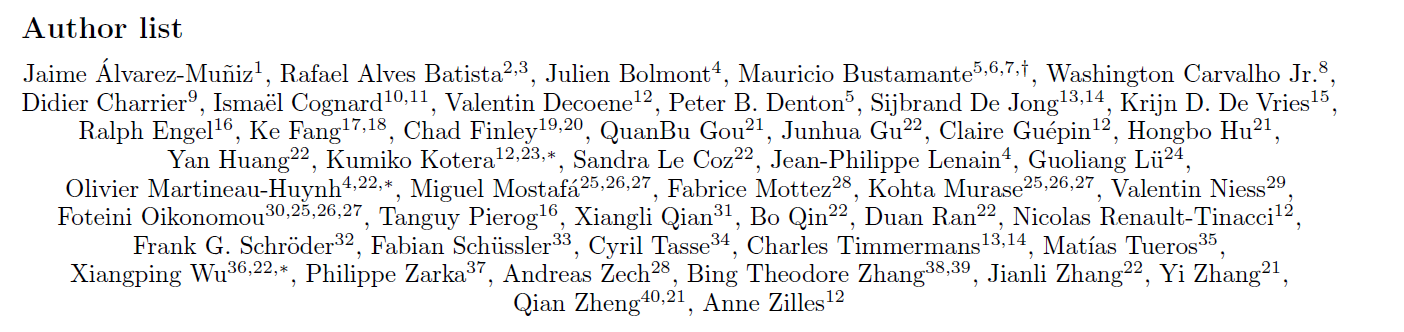 Author list
Jaime Álvarez-Muñiz1, Rafael Alves Batista2,3, Julien Bolmont4, Mauricio Bustamante5,6,7,†, Washington Carvalho Jr.8,
Didier Charrier9, Ismaël Cognard10,11, Valentin Decoene12, Peter B. Denton5, Sijbrand De Jong13,14, Krijn D. De Vries15,
Ralph Engel16, Ke Fang17,18, Chad Finley19,20, QuanBu Gou21, Junhua Gu22, Claire Guépin12, Hongbo Hu21,
Yan Huang22, Kumiko Kotera12,23,*, Sandra Le Coz22, Jean-Philippe Lenain4, Guoliang Lü24,
Olivier Martineau-Huynh4,22,*, Miguel Mostafá25,26,27, Fabrice Mottez28, Kohta Murase25,26,27, Valentin Niess29,
Foteini Oikonomou30,25,26,27, Tanguy Pierog16, Xiangli Qian31, Bo Qin22, Duan Ran22, Nicolas Renault-Tinacci12,
Frank G. Schröder32, Fabian Schüssler33, Cyril Tasse34, Charles Timmermans13,14, Matías Tueros35,
Xiangping Wu36,22,*, Philippe Zarka37, Andreas Zech28, Bing Theodore Zhang38,39, Jianli Zhang22, Yi Zhang21,
Qian Zheng40,21, Anne Zilles12